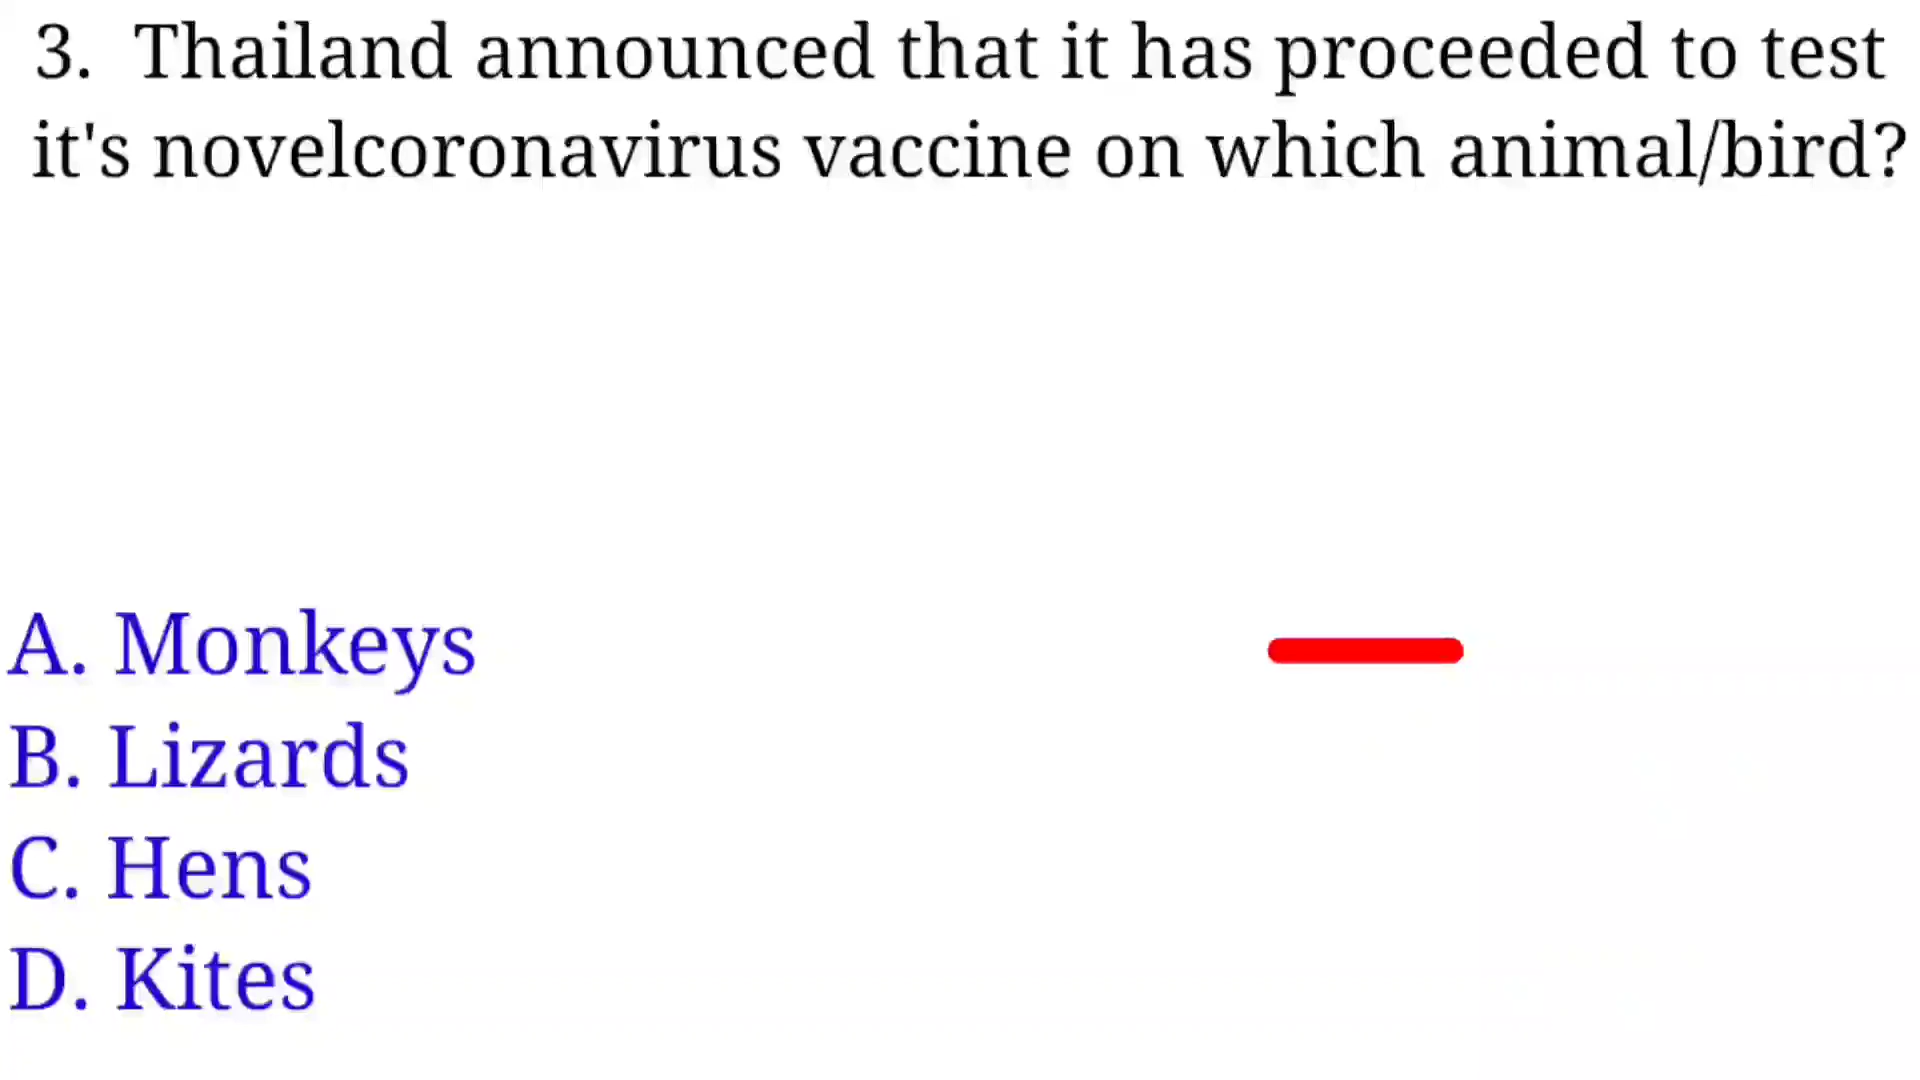 3. Thailand announced that it has proceeded to test
it's novelcoronavirus vaccine on which animal/bird?
A. Monkeys
B. Lizards
C. Hens
D. Kites